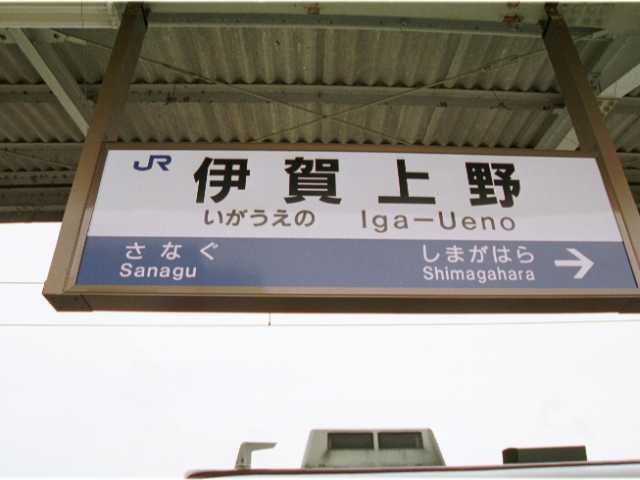 JR 伊賀上野
いがうえの Iga-Ueno
さなぐ しまがはら →
Sanagu Shimagahara